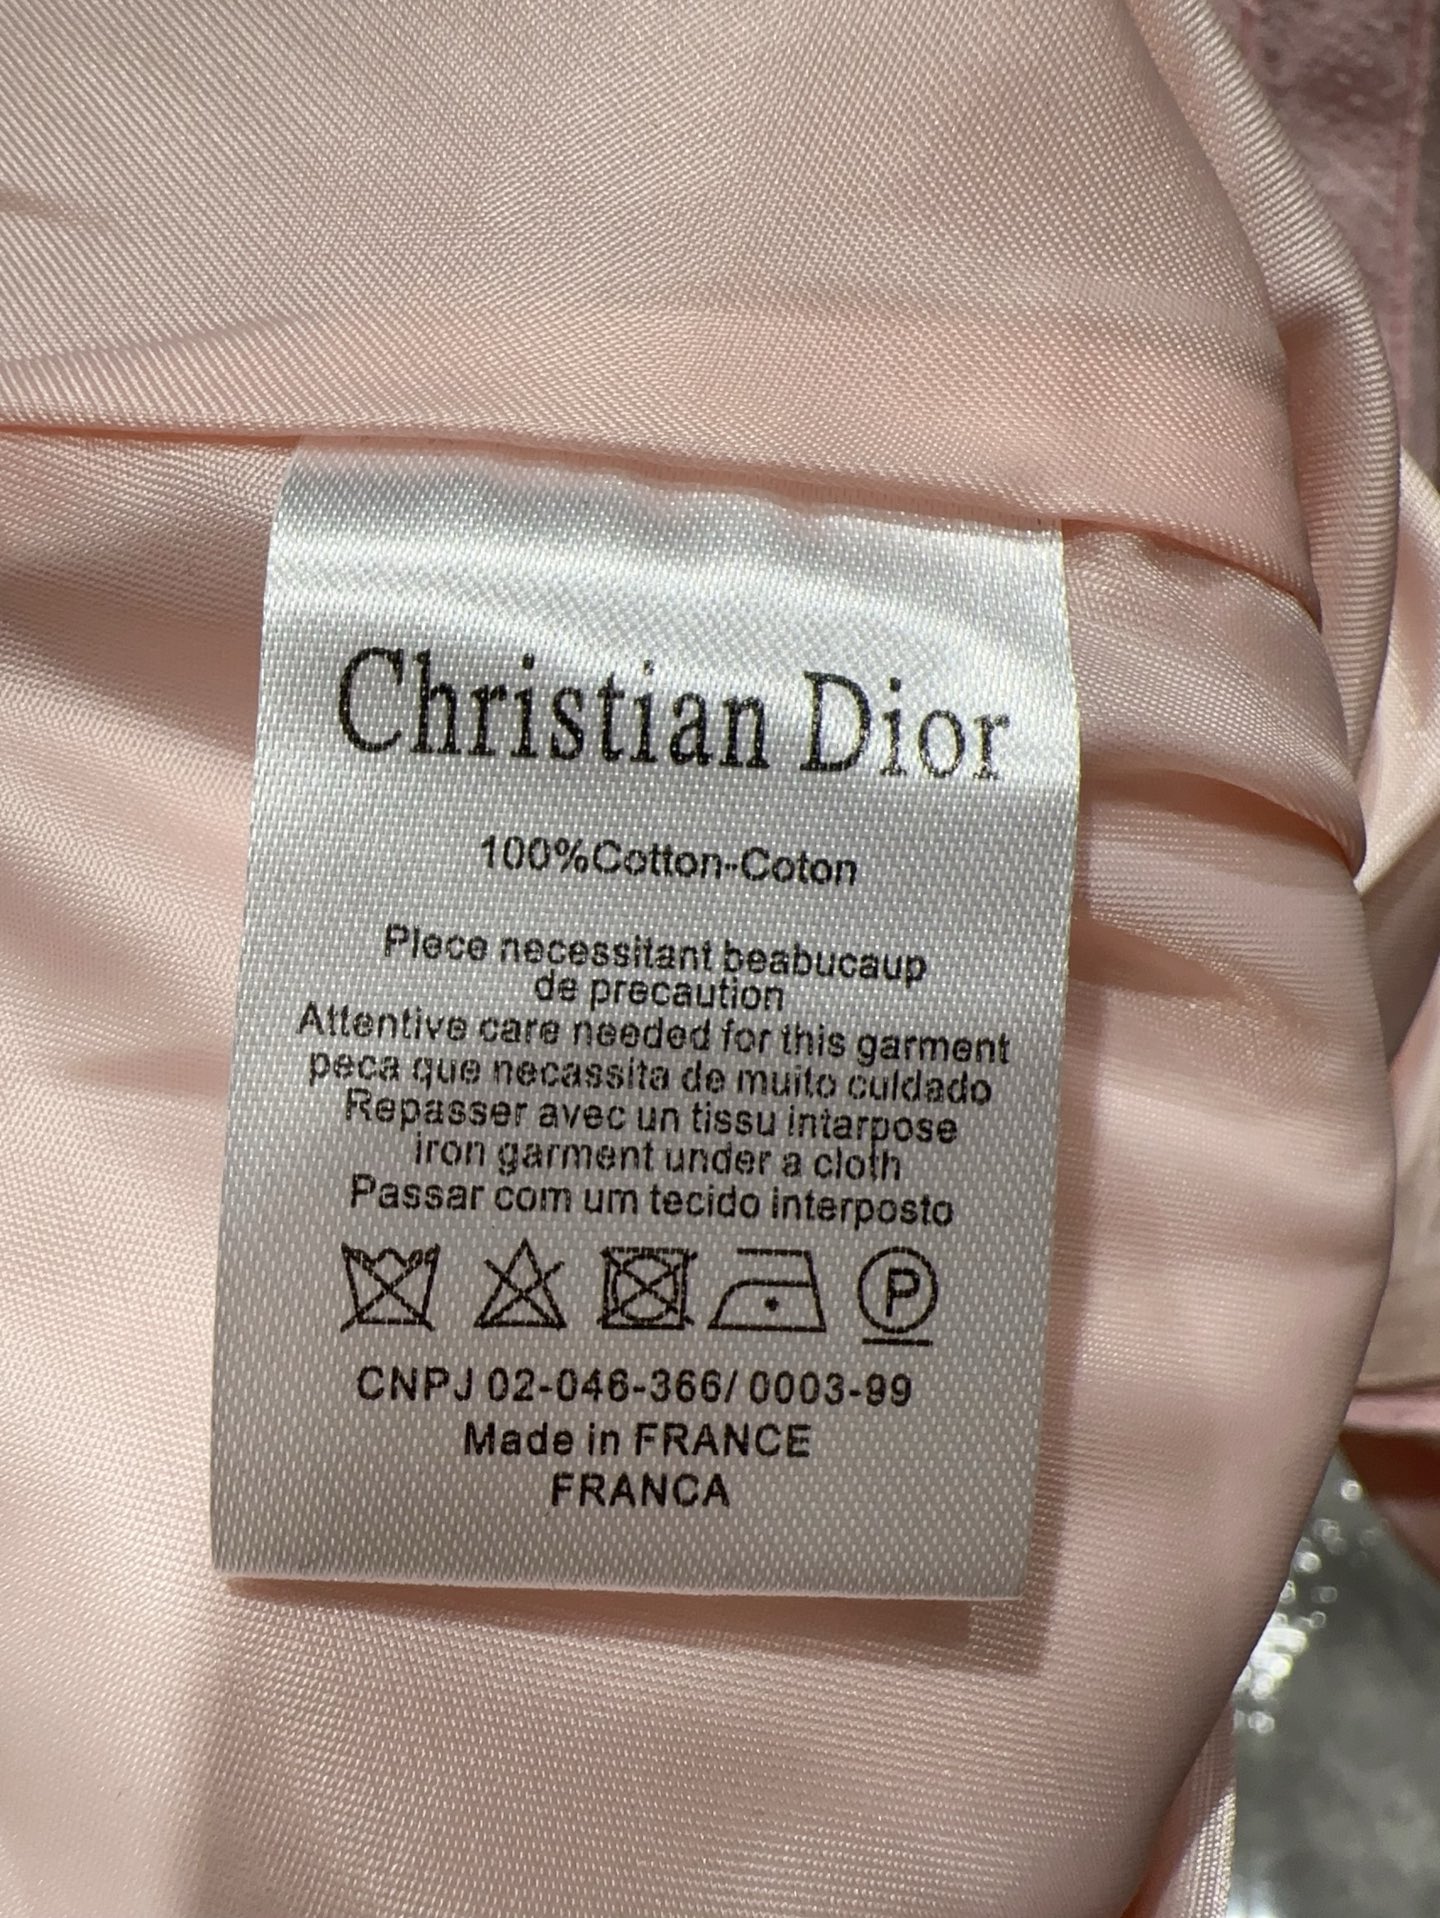 Christian Dior
100%Cotton-Coton
Piece necessitant beabucaup
de precaution
Attentive care needed for this garment
peca que necassita de muito culdado
Repasser avec un tissu intarpose
iron garment under a cloth
Passar com um tecido interposto
P
CNPJ 02-046-366/ 0003-99
Made in FRANCE
FRANCA